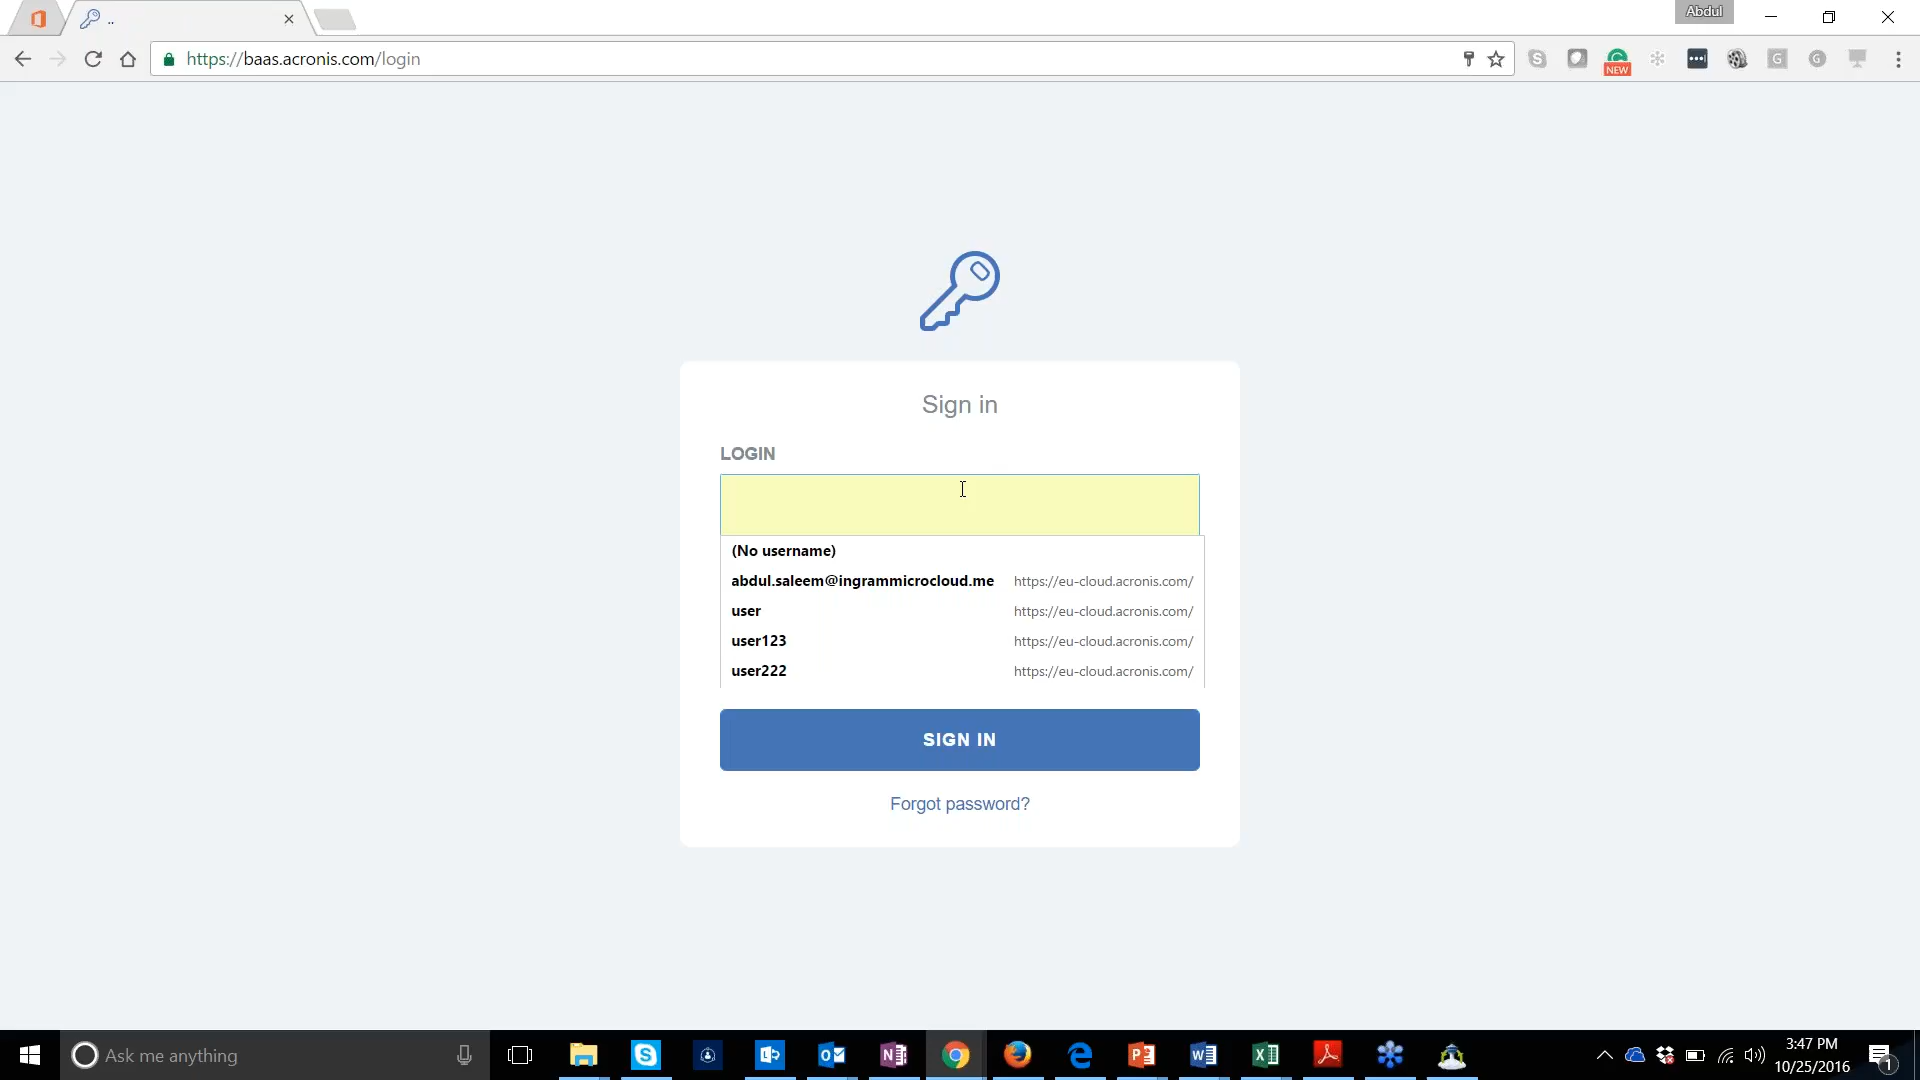 ..
Abdul
https://baas.acronis.com/login
NEW
Sign in
LOGIN
(No username)
abdul.saleem@ingrammicrocloud.me https://eu-cloud.acronis.com/
user https://eu-cloud.acronis.com/
user123 https://eu-cloud.acronis.com/
user222 https://eu-cloud.acronis.com/
SIGN IN
Forgot password?
Ask me anything
3:47 PM
10/25/2016
1